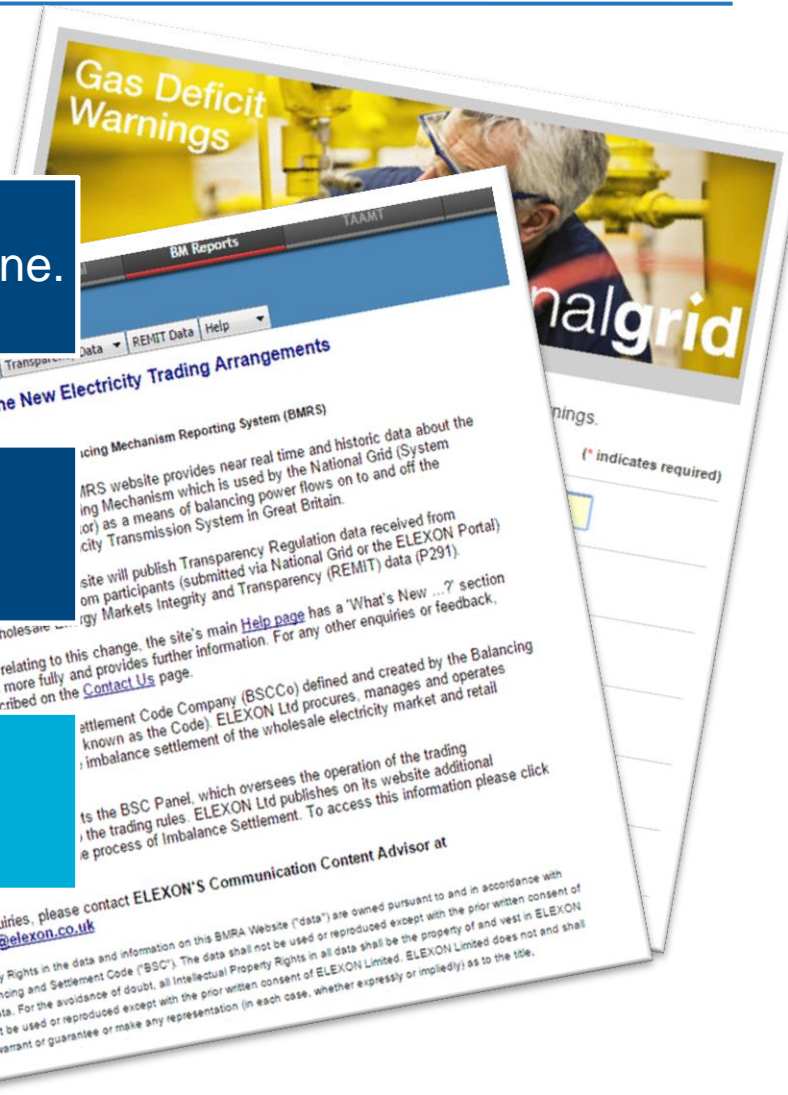 Gas Deficit
Warnings
nalgrid
ne.
BM Reports
TAAMT
Data
REMIT Data
Help
he New Electricity Trading Arrangements
cing Mechanism Reporting System (BMRS)
MRS website provides near real time and historic data about the
ing Mechanism which is used by the National Grid (System
or) as a means of balancing power flows on to and off the
city Transmission System in Great Britain.
site will publish Transparency Regulation data received from
om participants (submitted via National Grid or the ELEXON Portal)
rgy Markets Integrity and Transparency (REMIT) data (P291).
relating to this change, the site's main Help page has a 'What's New ...?' section
more fully and provides further information. For any other enquiries or feedback,
cribed on the Contact Us page.
ettlement Code Company (BSCCo) defined and created by the Balancing
known as the Code). ELEXON Ltd procures, manages and operates
imbalance settlement of the wholesale electricity market and retail
ts the BSC Panel, which oversees the operation of the trading
the trading rules. ELEXON Ltd publishes on its website additional
e process of Imbalance Settlement. To access this information please click
uiries, please contact ELEXON'S Communication Content Advisor at
@elexon.co.uk
y Rights in the data and information on this BMRA Website ("data") are owned pursuant to and in accordance with
ncing and Settlement Code ("BSC"). The data shall not be used or reproduced except with the prior written consent of
ata. For the avoidance of doubt, all Intellectual Property Rights in all data shall be the property of and vest in ELEXON
t be used or reproduced except with the prior written consent of ELEXON Limited. ELEXON Limited does not and shall
warrant or guarantee or make any representation (in each case, whether expressly or impliedly) as to the title,
nings.
(* indicates required)